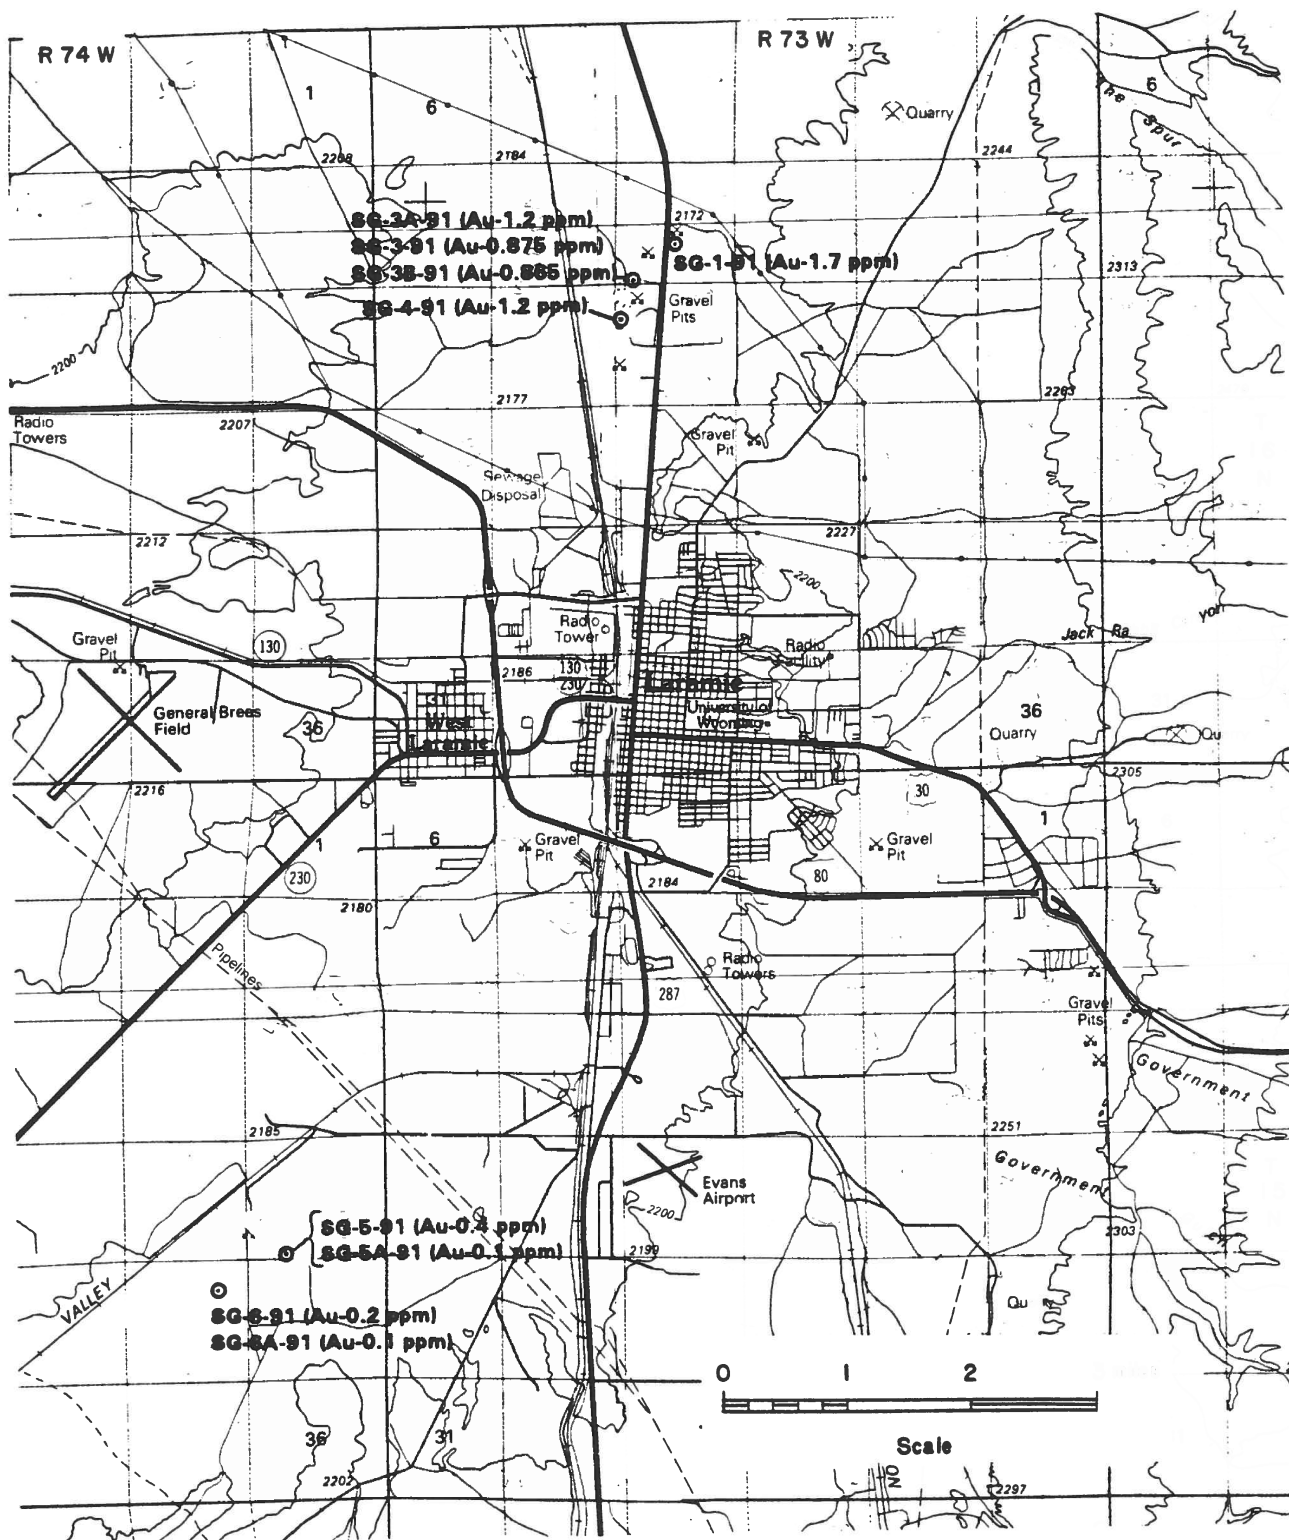 R 74 W
R 73 W
1
6
6
The Spur
Quarry
2208
2184
2244
SG-3A-91 (Au-1.2 ppm)
2172
SG-3-91 (Au-0.875 ppm)
SG-1-91 (Au-1.7 ppm)
SG-3B-91 (Au-0.885 ppm)
2313
SG-4-91 (Au-1.2 ppm)
Gravel
Pits
2200
2177
2263
Radio
Towers
2207
Gravel
Pit
Sewage
Disposal
2212
2227
2200
Gravel
Pit
130
Radio
Tower
Radio
Facility
Jack Ra
yon
2186
130
230
Laramie
31
General Brees
Field
36
West
Laramie
University of
Wyoming
36
Quarry
Qu
2216
2305
30
1
6
1
Gravel
Pit
Gravel
Pit
230
2184
80
2180
Pipelines
Radio
Towers
287
Gravel
Pits
Government
2185
2251
Government
Evans
Airport
2200
SG-5-91 (Au-0.4 ppm)
SG-5A-91 (Au-0.1 ppm)
2199
2303
VALLEY
SG-6-91 (Au-0.2 ppm)
SG-6A-91 (Au-0.1 ppm)
Qu
0 1 2
36
31
Scale
2202
NO
2297